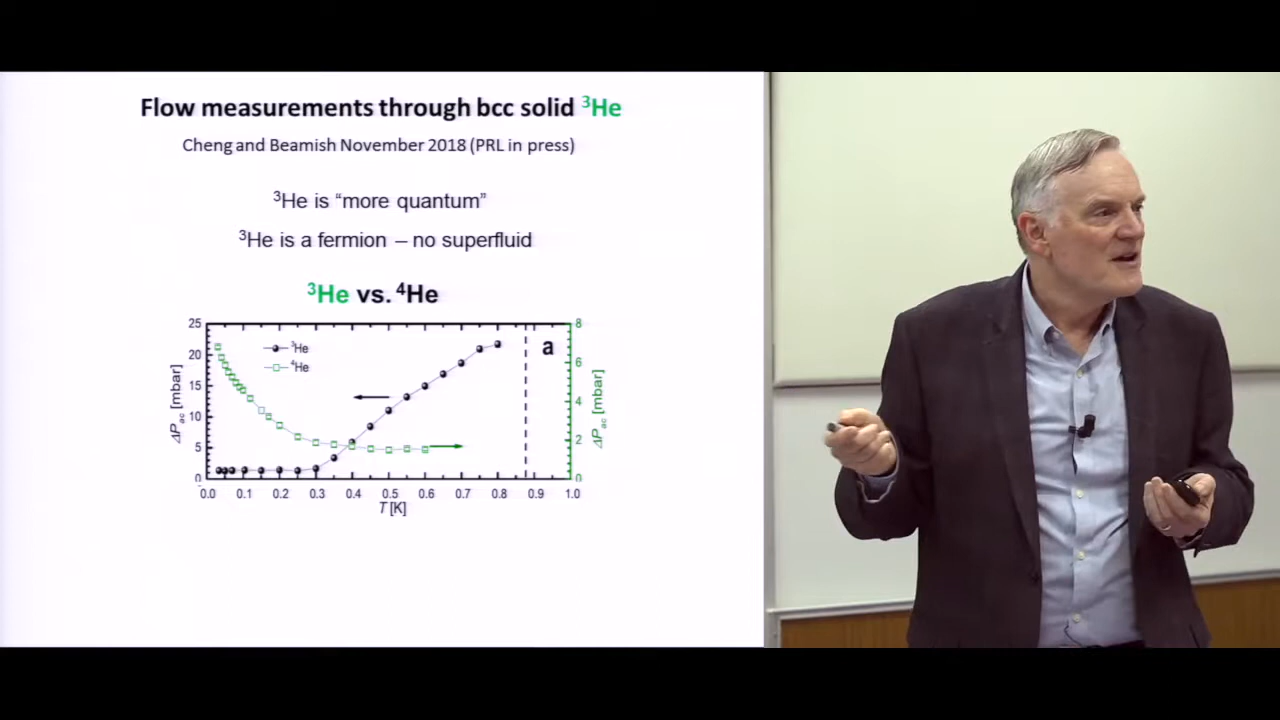 Flow measurements through bcc solid ³He
Cheng and Beamish November 2018 (PRL in press)
³He is “more quantum”
³He is a fermion – no superfluid
³He vs. ⁴He
25
20
15
10
5
0
ΔPac [mbar]
³He
⁴He
a
8
6
4
2
0
ΔPac [mbar]
0.0 0.1 0.2 0.3 0.4 0.5 0.6 0.7 0.8 0.9 1.0
T [K]